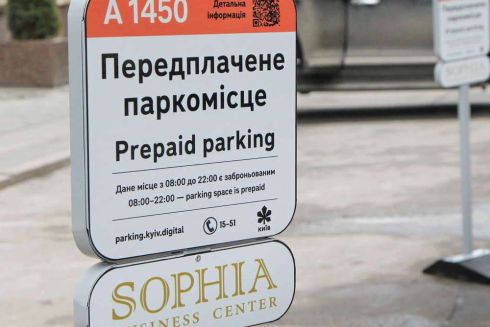 A 1450
Детальна
інформація
Передплачене
паркомісце
Prepaid parking
Дане місце з 08:00 до 22:00 є заброньованим
08:00–22:00 — parking space is prepaid
parking.kyiv.digital
15-51
київ
SOPHIA
BUSINESS CENTER